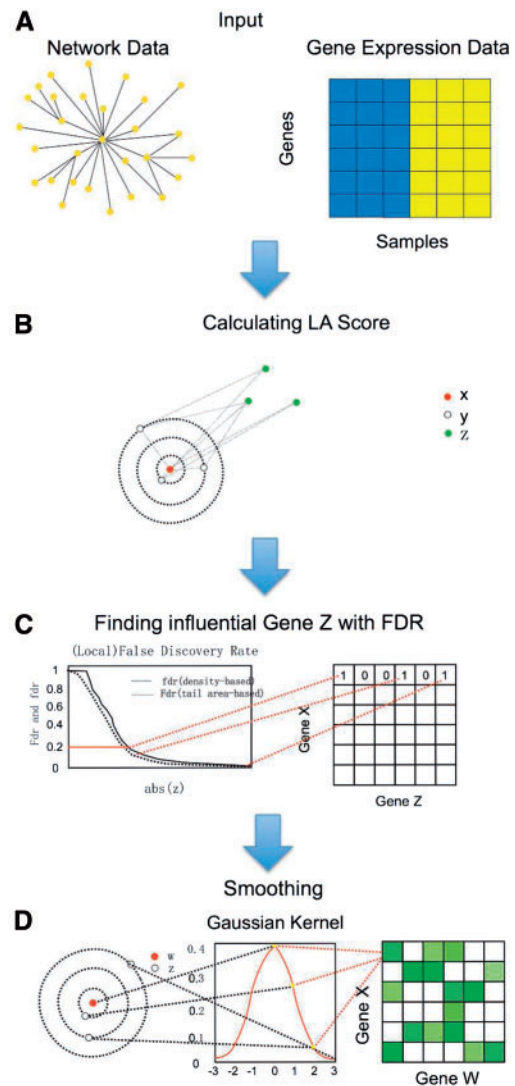 A
Input
Network Data
Gene Expression Data
Genes
Samples
B
Calculating LA Score
x
y
z
C
Finding influential Gene Z with FDR
(Local)False Discovery Rate
fdr(density-based)
Fdr(tail area-based)
Fdr and fdr
1
0.8
0.6
0.4
0.2
0
abs(z)
1 0 0 1 0 1
Gene X
Gene Z
Smoothing
D
Gaussian Kernel
w
z
0.4
0.3
0.2
0.1
0.00
-3 -2 -1 0 1 2 3
Gene X
Gene W